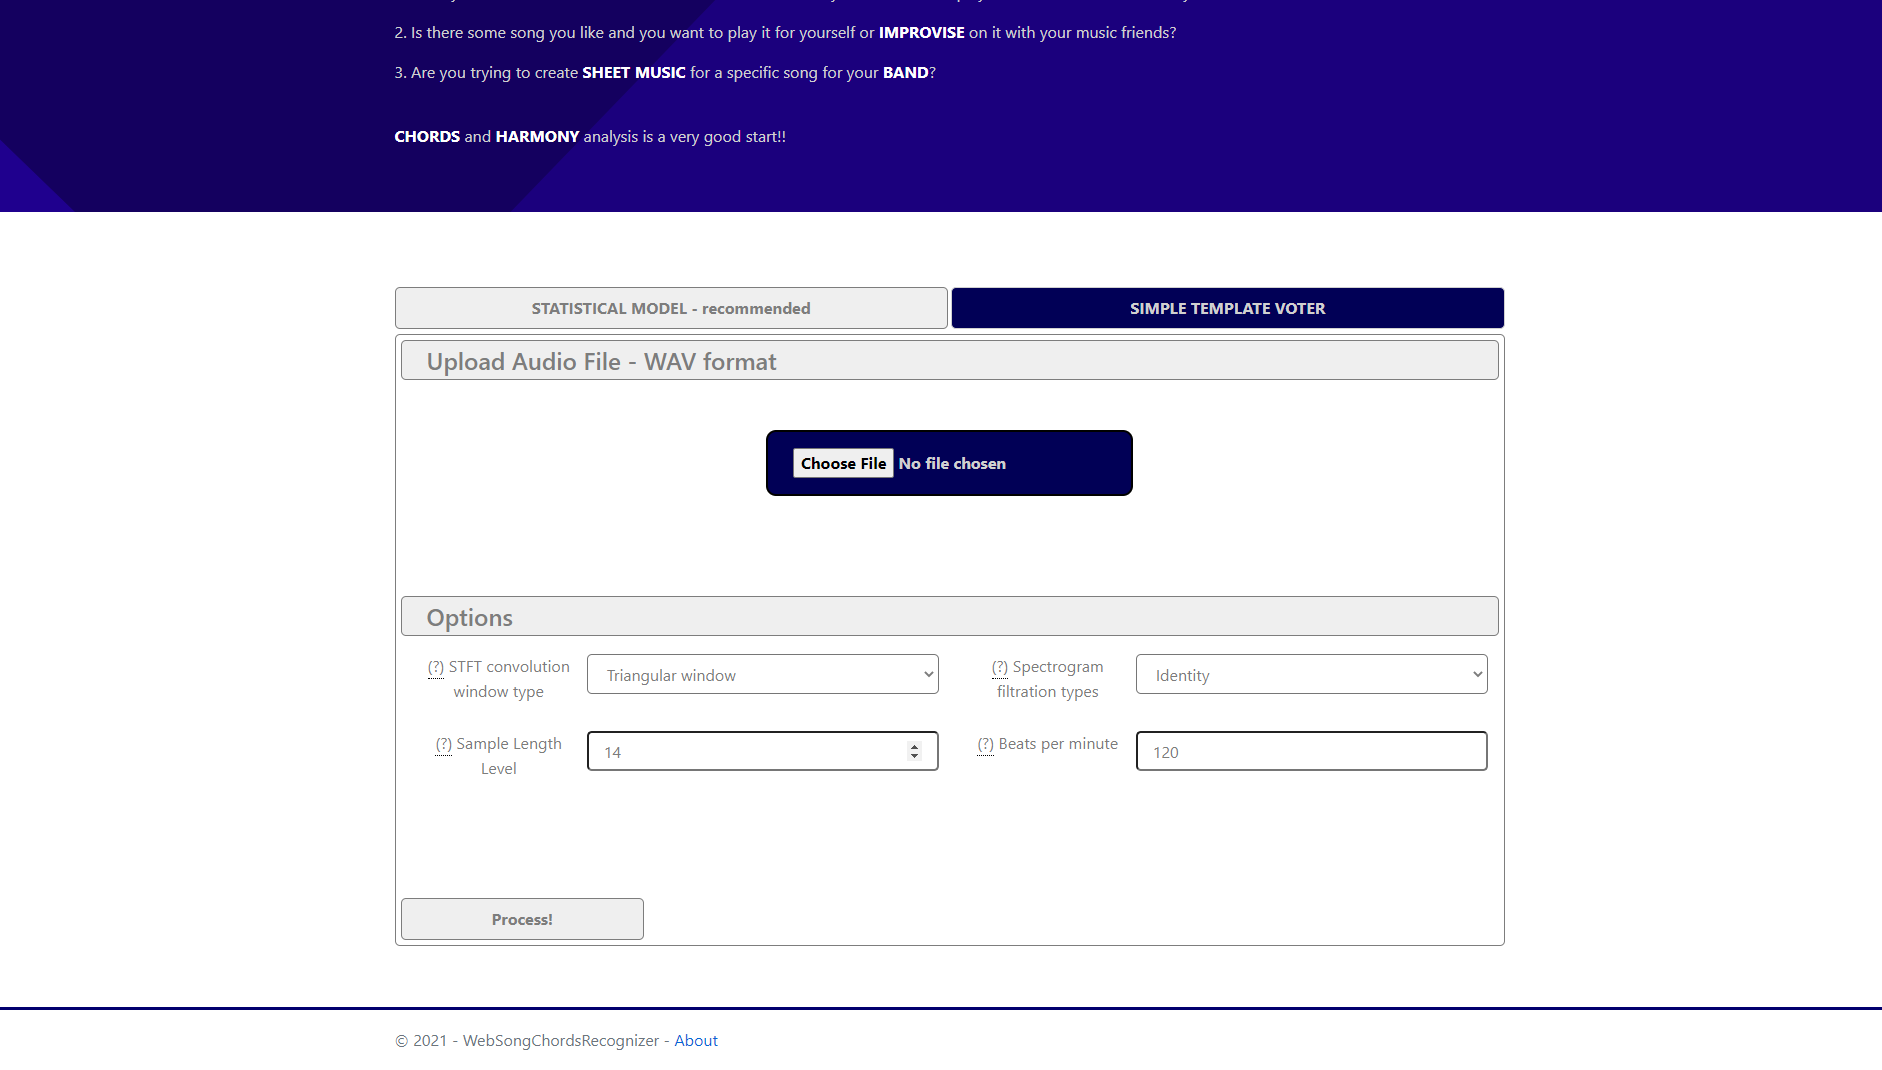 2. Is there some song you like and you want to play it for yourself or IMPROVISE on it with your music friends?
3. Are you trying to create SHEET MUSIC for a specific song for your BAND?
CHORDS and HARMONY analysis is a very good start!!
STATISTICAL MODEL - recommended
SIMPLE TEMPLATE VOTER
Upload Audio File - WAV format
Choose File No file chosen
Options
(?) STFT convolution
window type
Triangular window
(?) Spectrogram
filtration types
Identity
(?) Sample Length
Level
14
(?) Beats per minute
120
Process!
© 2021 - WebSongChordsRecognizer - About